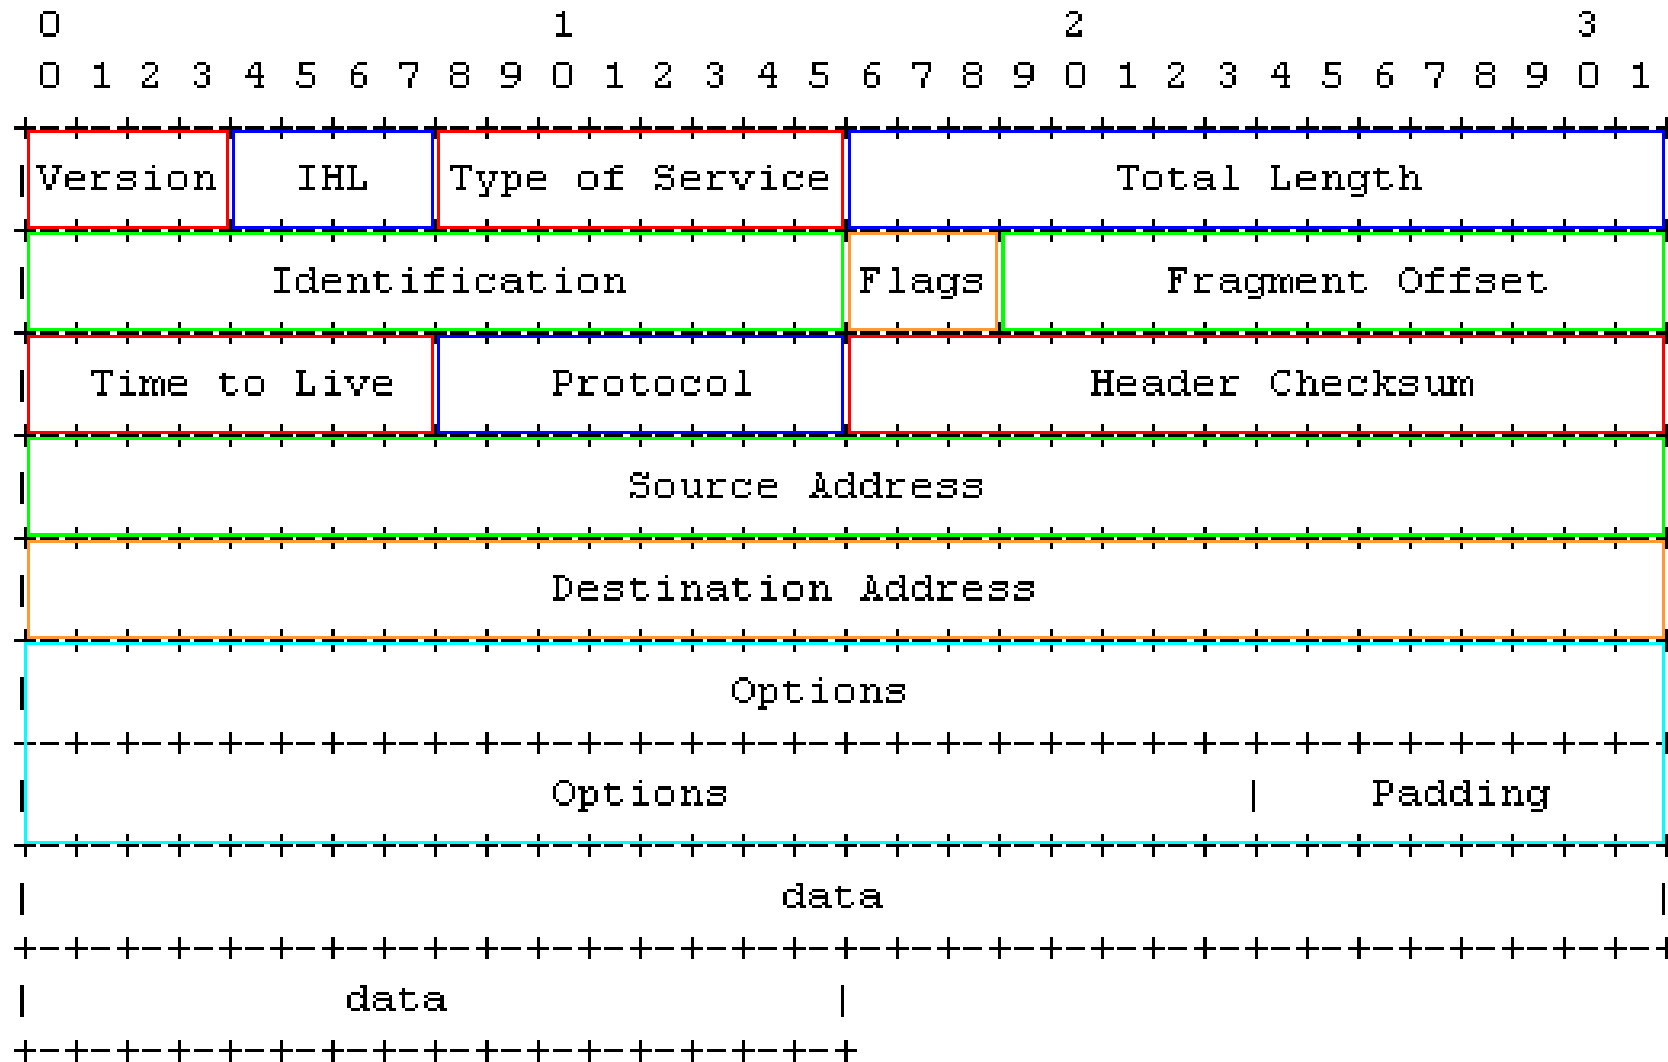 0 1 2 3
0 1 2 3 4 5 6 7 8 9 0 1 2 3 4 5 6 7 8 9 0 1 2 3 4 5 6 7 8 9 0 1
Version IHL Type of Service Total Length
Identification Flags Fragment Offset
Time to Live Protocol Header Checksum
Source Address
Destination Address
Options
Options Padding
data
data